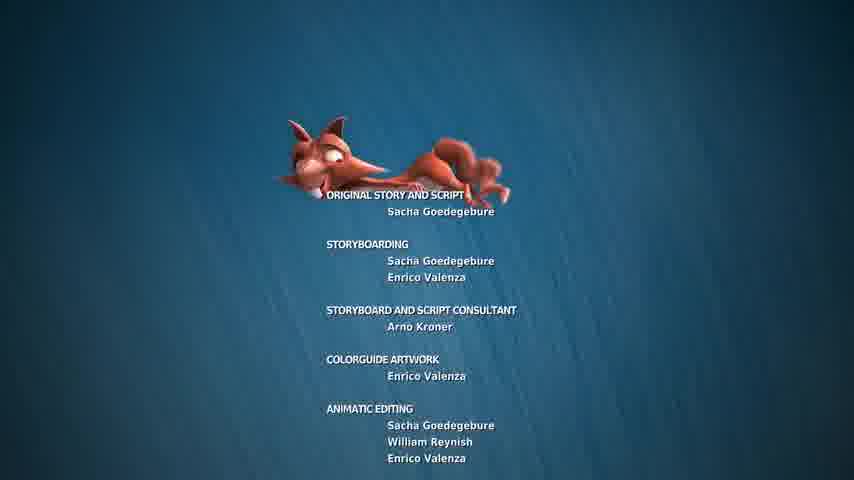 ORIGINAL STORY AND SCRIPT
Sacha Goedegebure
STORYBOARDING
Sacha Goedegebure
Enrico Valenza
STORYBOARD AND SCRIPT CONSULTANT
Arno Kroner
COLORGUIDE ARTWORK
Enrico Valenza
ANIMATIC EDITING
Sacha Goedegebure
William Reynish
Enrico Valenza